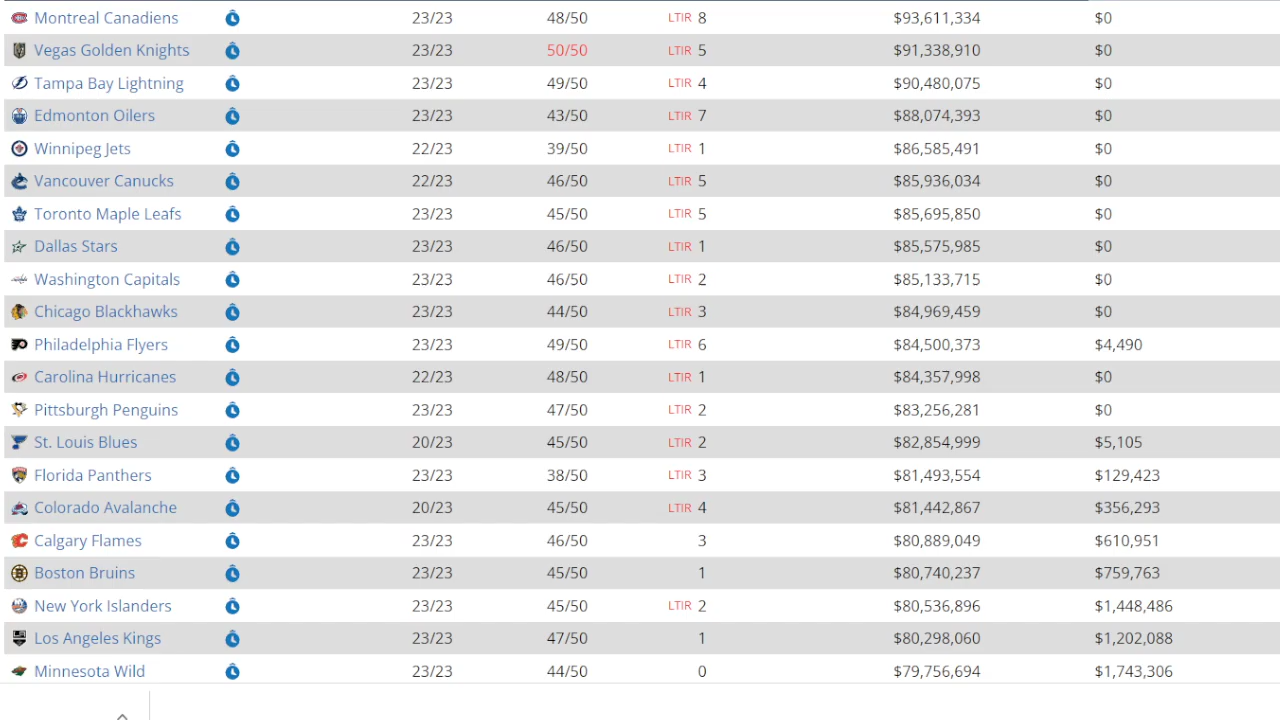 Montreal Canadiens 23/23 48/50 LTIR 8 $93,611,334 $0
Vegas Golden Knights 23/23 50/50 LTIR 5 $91,338,910 $0
Tampa Bay Lightning 23/23 49/50 LTIR 4 $90,480,075 $0
Edmonton Oilers 23/23 43/50 LTIR 7 $88,074,393 $0
Winnipeg Jets 22/23 39/50 LTIR 1 $86,585,491 $0
Vancouver Canucks 22/23 46/50 LTIR 5 $85,936,034 $0
Toronto Maple Leafs 23/23 45/50 LTIR 5 $85,695,850 $0
Dallas Stars 23/23 46/50 LTIR 1 $85,575,985 $0
Washington Capitals 23/23 46/50 LTIR 2 $85,133,715 $0
Chicago Blackhawks 23/23 44/50 LTIR 3 $84,969,459 $0
Philadelphia Flyers 23/23 49/50 LTIR 6 $84,500,373 $4,490
Carolina Hurricanes 22/23 48/50 LTIR 1 $84,357,998 $0
Pittsburgh Penguins 23/23 47/50 LTIR 2 $83,256,281 $0
St. Louis Blues 20/23 45/50 LTIR 2 $82,854,999 $5,105
Florida Panthers 23/23 38/50 LTIR 3 $81,493,554 $129,423
Colorado Avalanche 20/23 45/50 LTIR 4 $81,442,867 $356,293
Calgary Flames 23/23 46/50 3 $80,889,049 $610,951
Boston Bruins 23/23 45/50 1 $80,740,237 $759,763
New York Islanders 23/23 45/50 LTIR 2 $80,536,896 $1,448,486
Los Angeles Kings 23/23 47/50 1 $80,298,060 $1,202,088
Minnesota Wild 23/23 44/50 0 $79,756,694 $1,743,306